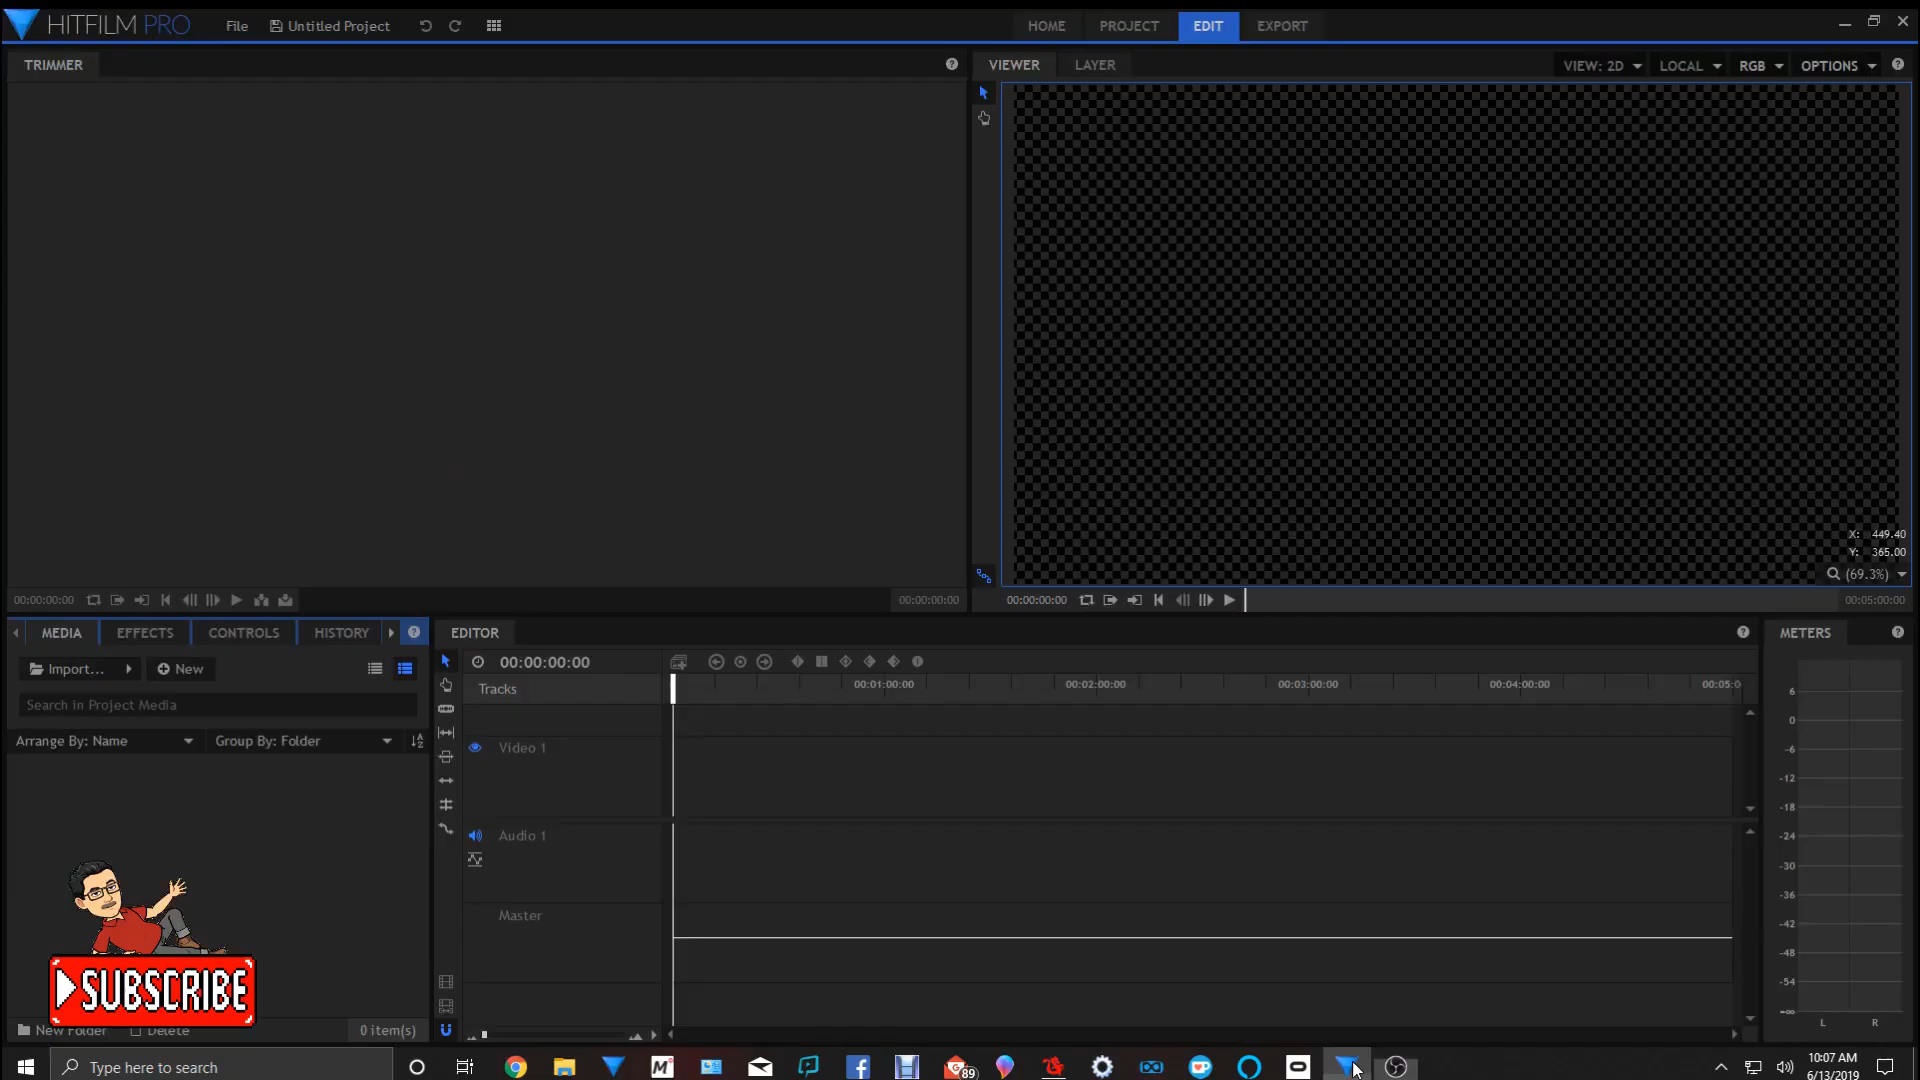 HITFILM PRO File Untitled Project HOME PROJECT EDIT EXPORT
TRIMMER VIEWER LAYER VIEW: 2D LOCAL RGB OPTIONS
X: 449.40
Y: 365.00
(69.3%)
00:00:00:00 00:00:00:00 00:00:00:00 00:05:00:00
MEDIA EFFECTS CONTROLS HISTORY EDITOR METERS
Import... New 00:00:00:00
Tracks 00:01:00:00 00:02:00:00 00:03:00:00 00:04:00:00 00:05:0
Search in Project Media
Arrange By: Name Group By: Folder
Video 1
Audio 1
Master
6
0
-6
-12
-18
-24
-30
-36
-42
-48
-54
-∞
L R
SUBSCRIBE
New Folder Delete 0 item(s)
Type here to search M G 89 10:07 AM
6/13/2019